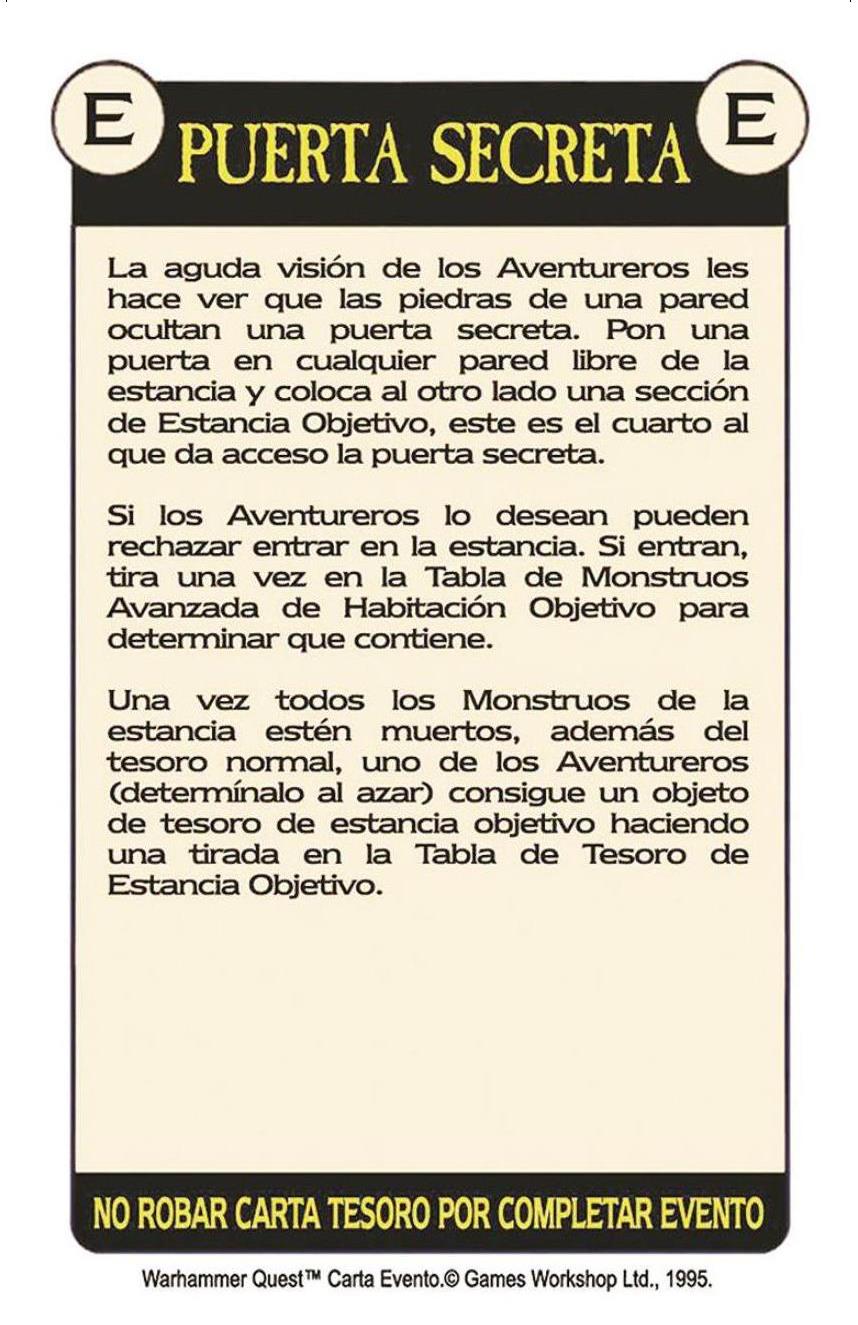 E PUERTA SECRETA E
La aguda visión de los Aventureros les
hace ver que las piedras de una pared
ocultan una puerta secreta. Pon una
puerta en cualquier pared libre de la
estancia y coloca al otro lado una sección
de Estancia Objetivo, este es el cuarto al
que da acceso la puerta secreta.
Si los Aventureros lo desean pueden
rechazar entrar en la estancia. Si entran,
tira una vez en la Tabla de Monstruos
Avanzada de Habitación Objetivo para
determinar que contiene.
Una vez todos los Monstruos de la
estancia estén muertos, además del
tesoro normal, uno de los Aventureros
(determínalo al azar) consigue un objeto
de tesoro de estancia objetivo haciendo
una tirada en la Tabla de Tesoro de
Estancia Objetivo.
NO ROBAR CARTA TESORO POR COMPLETAR EVENTO
Warhammer Quest™ Carta Evento.© Games Workshop Ltd., 1995.